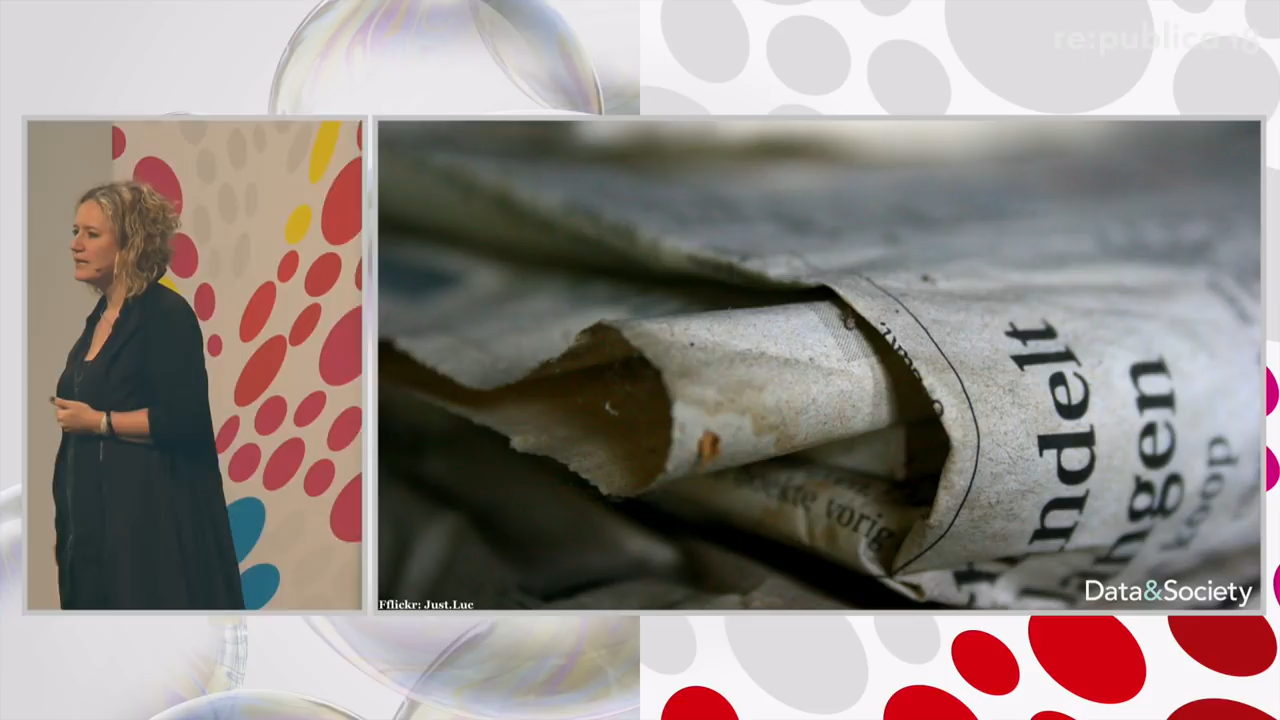 re:publica 18
ndelt
ngen
koop
vorig
Fflickr: Just.Luc
Data&Society